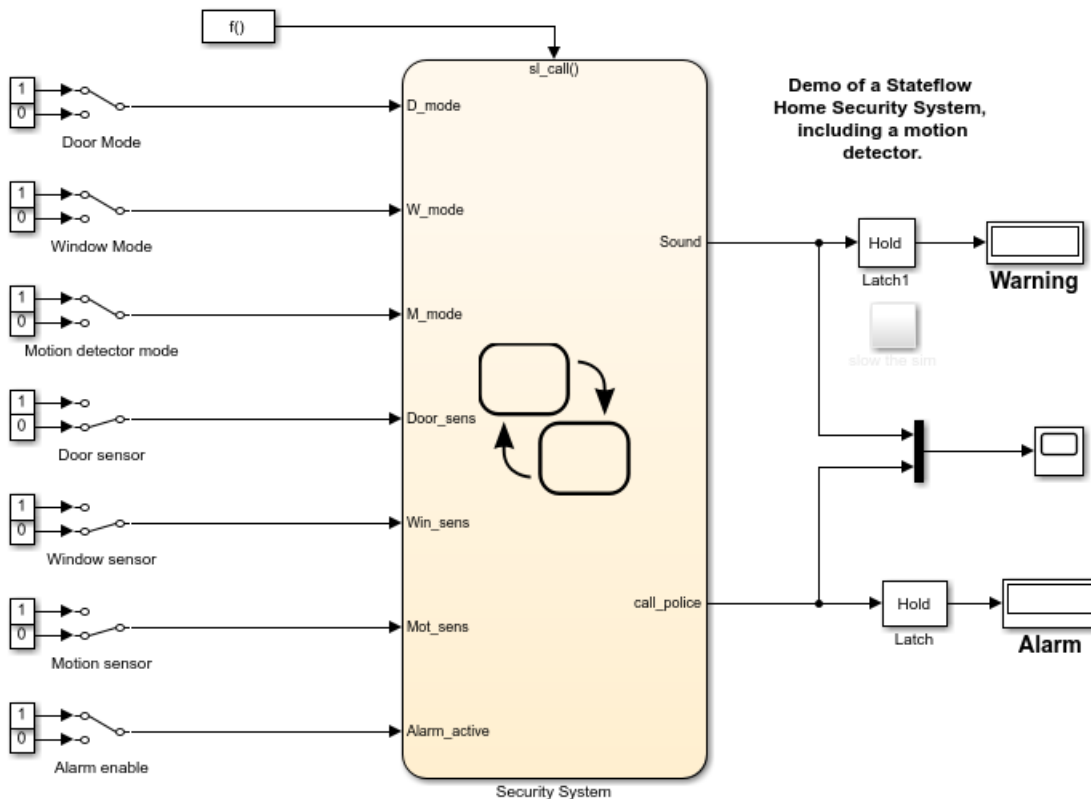 f()
sl_call()
Demo of a Stateflow
Home Security System,
including a motion
detector.
1
0
Door Mode
D_mode
1
0
Window Mode
W_mode
Sound
Hold
Latch1
Warning
slow the sim
1
0
Motion detector mode
M_mode
1
0
Door sensor
Door_sens
1
0
Window sensor
Win_sens
1
0
Motion sensor
Mot_sens
call_police
Hold
Latch
Alarm
1
0
Alarm enable
Alarm_active
Security System